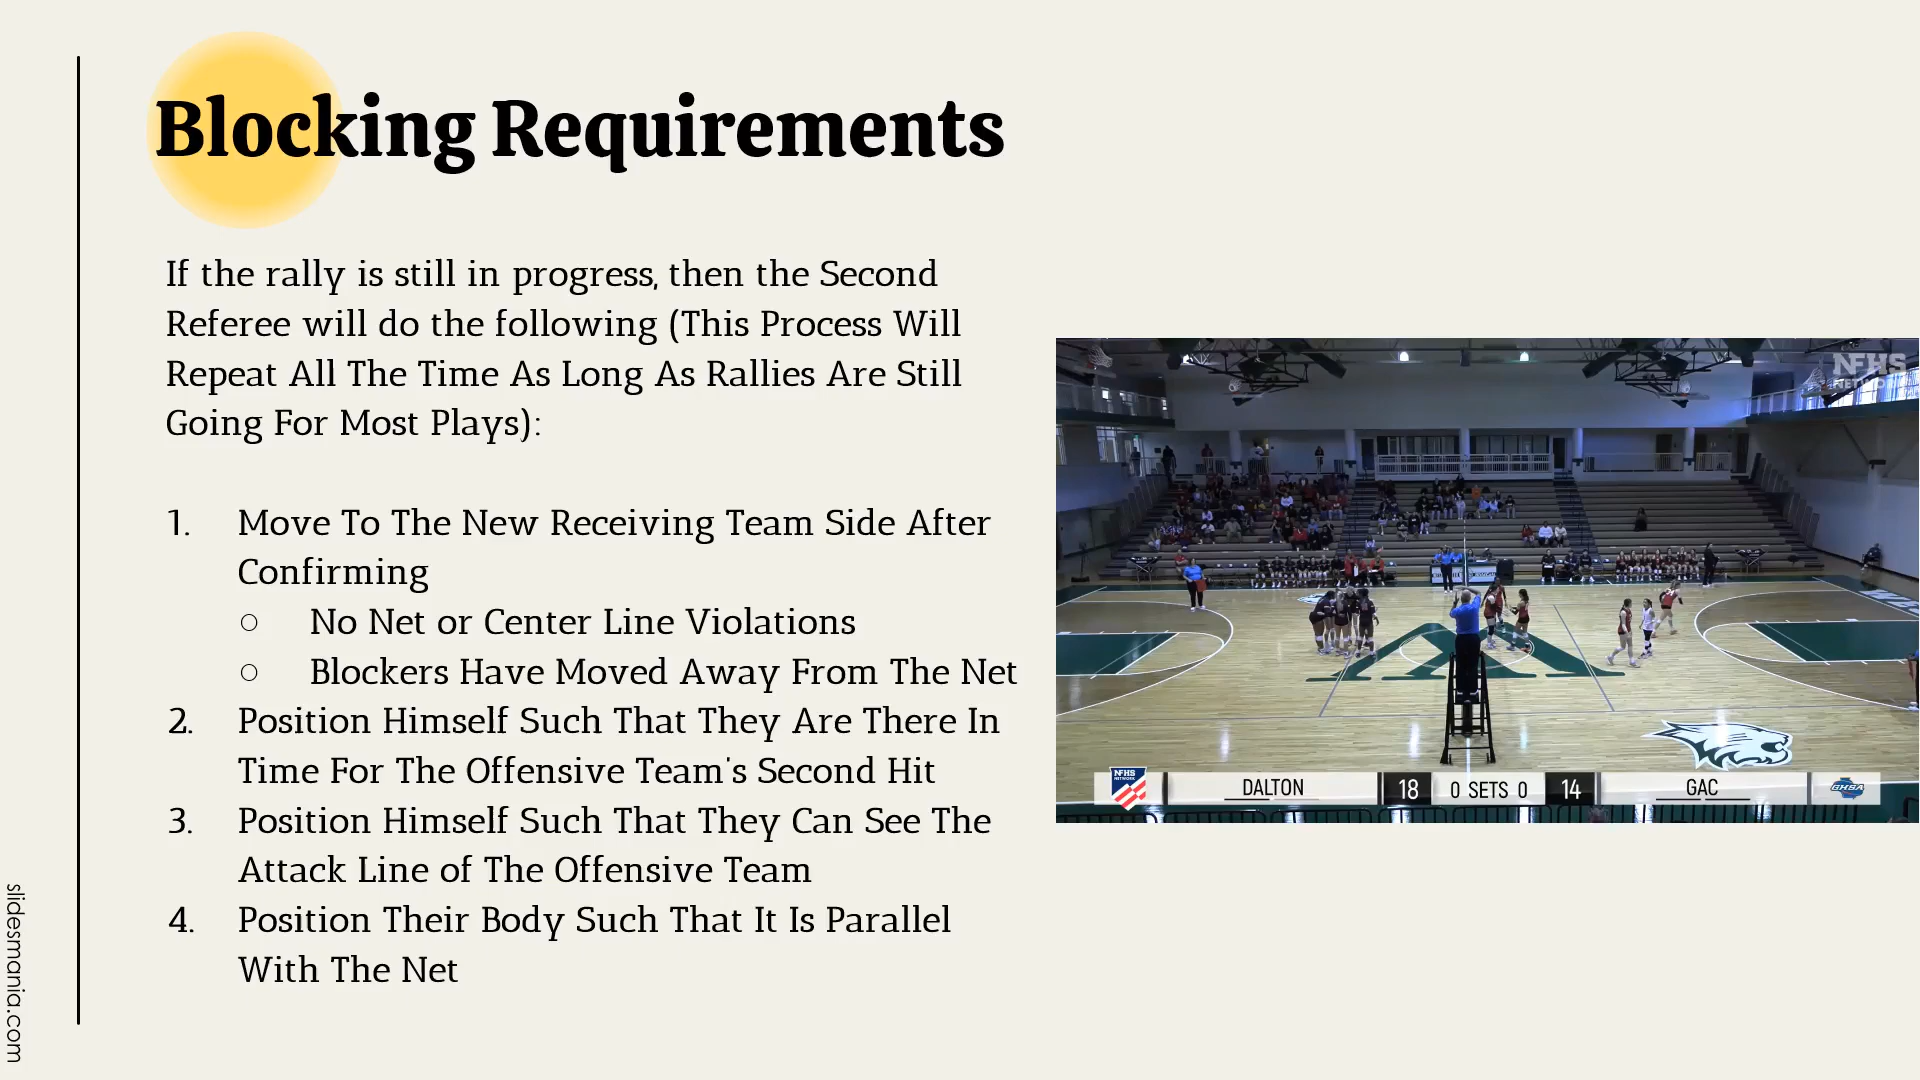 Blocking Requirements
If the rally is still in progress, then the Second
Referee will do the following (This Process Will
Repeat All The Time As Long As Rallies Are Still
Going For Most Plays):
1. Move To The New Receiving Team Side After
Confirming
○ No Net or Center Line Violations
○ Blockers Have Moved Away From The Net
2. Position Himself Such That They Are There In
Time For The Offensive Team's Second Hit
3. Position Himself Such That They Can See The
Attack Line of The Offensive Team
4. Position Their Body Such That It Is Parallel
With The Net
NFHS
NETWORK
NFHS
NETWORK
DALTON 18 0 SETS 0 14 GAC
GHSA
slidesmania.com